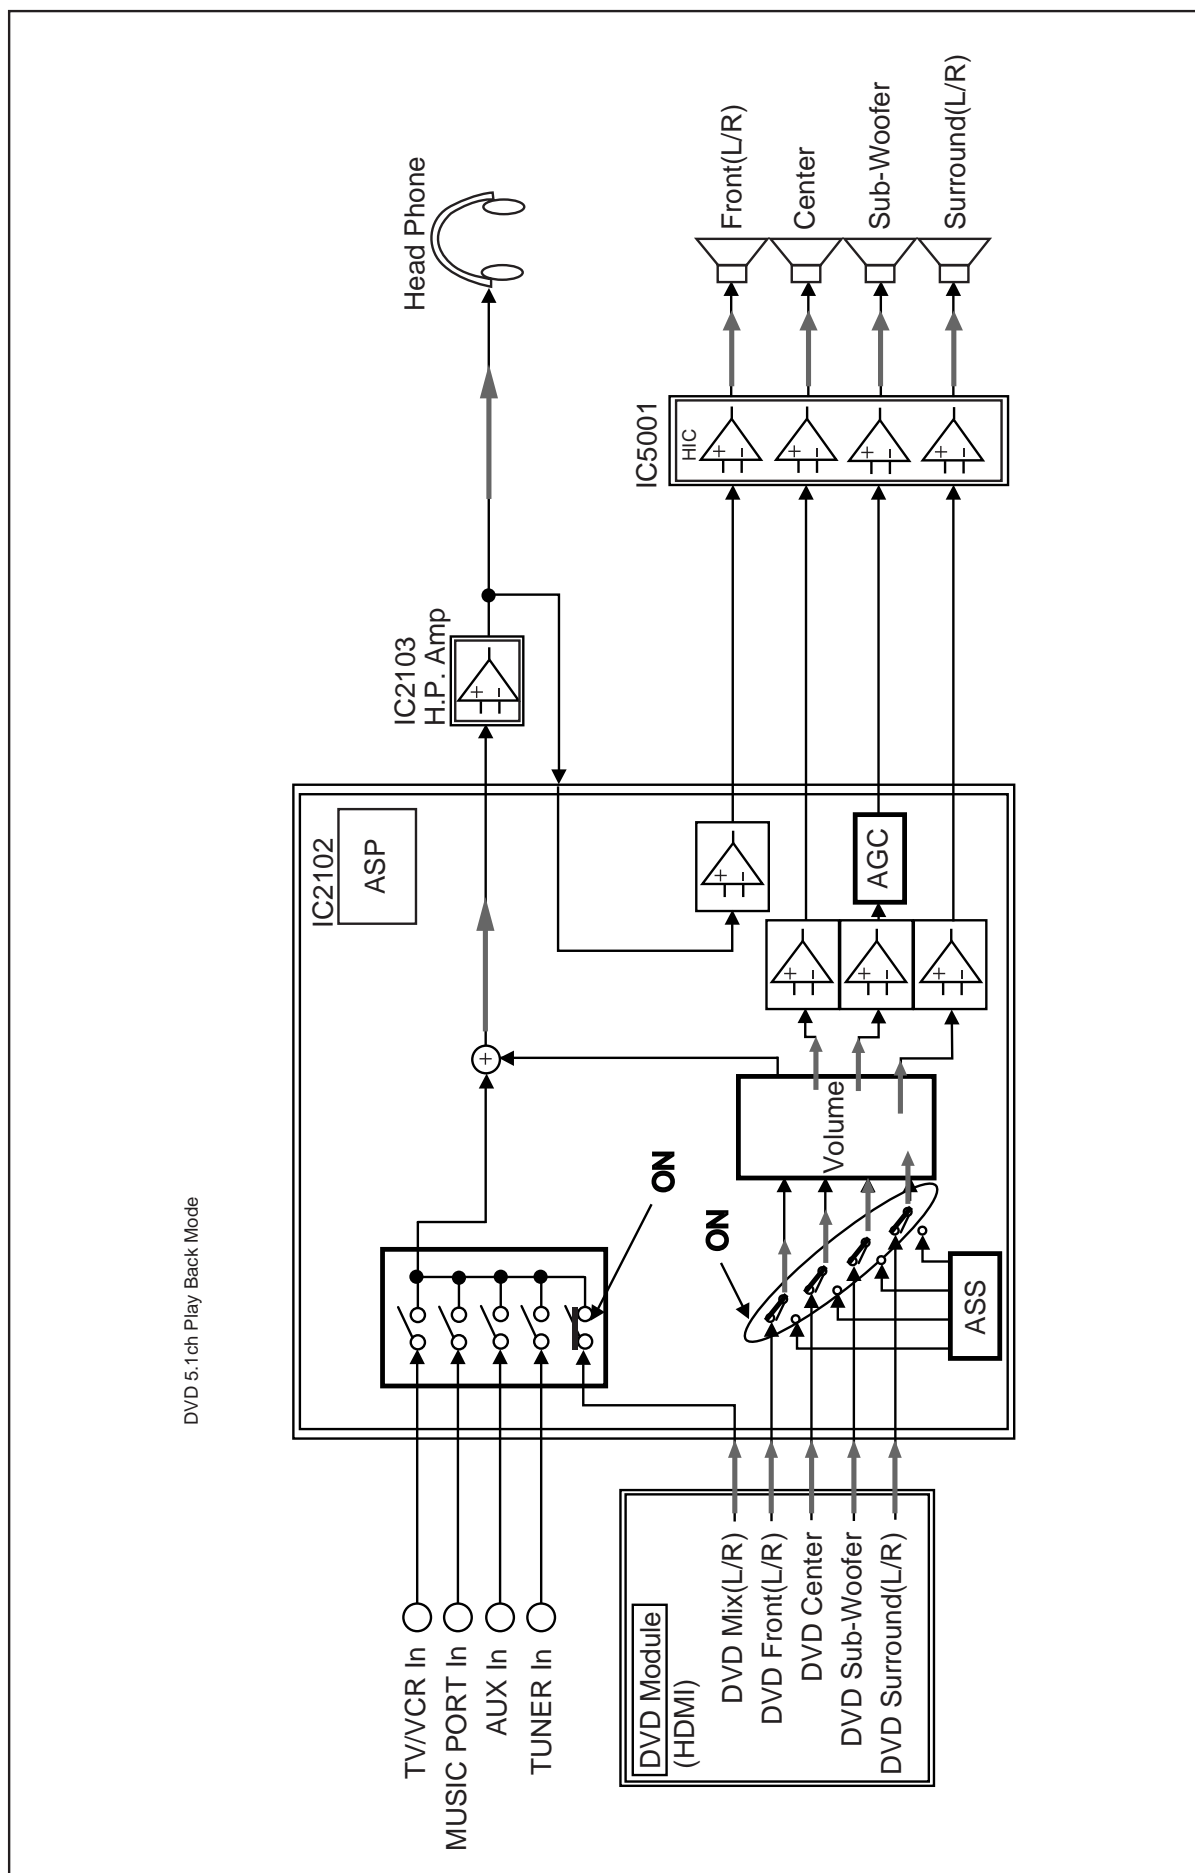 DVD 5.1ch Play Back Mode
TV/VCR In
MUSIC PORT In
AUX In
TUNER In
DVD Module
(HDMI)
DVD Mix(L/R)
DVD Front(L/R)
DVD Center
DVD Sub-Woofer
DVD Surround(L/R)
ON
ON
ASS
Volume
+
IC2102
ASP
+
−
+
−
+
−
+
−
AGC
IC2103
H.P. Amp
+
−
IC5001
HIC
+
−
+
−
+
−
+
−
Head Phone
Front(L/R)
Center
Sub-Woofer
Surround(L/R)